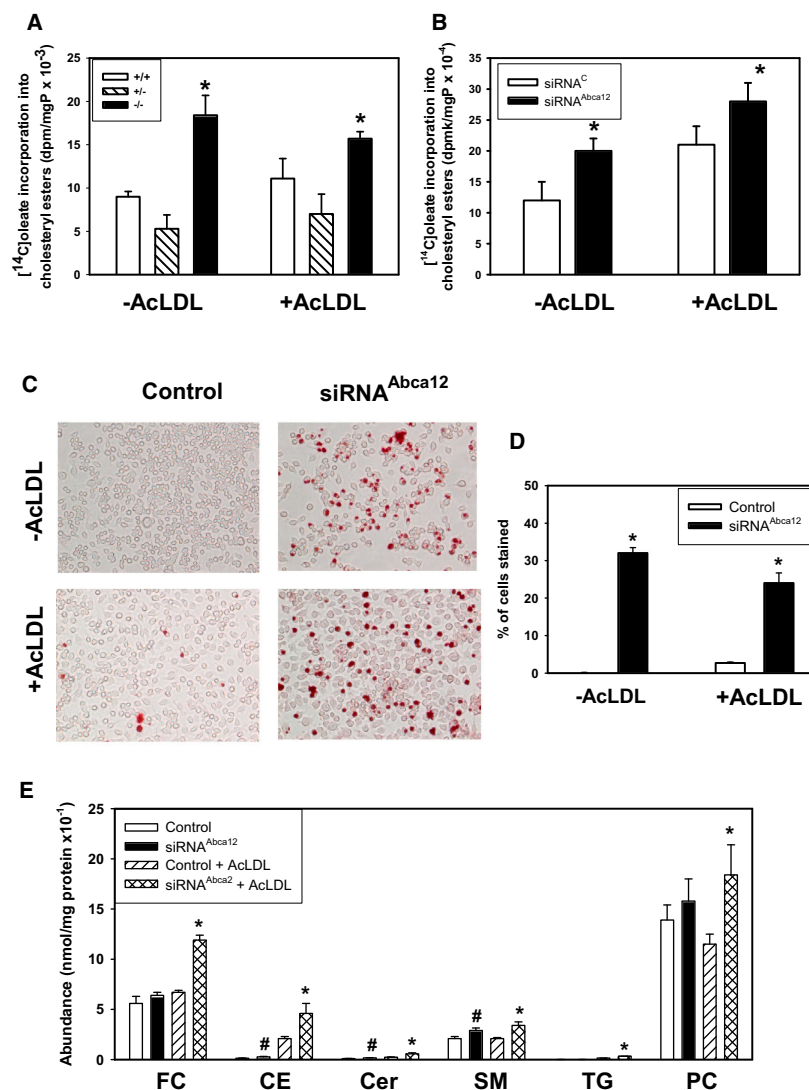 A
[14C]oleate incorporation into
cholesteryl esters (dpm/mgP x 10-3)
25
20
15
10
5
0
+/+
+/-
-/-
*
*
-AcLDL +AcLDL
B
[14C]oleate incorporation into
cholesteryl esters (dpmk/mgP x 10-4)
35
30
25
20
15
10
5
0
siRNAC
siRNAAbca12
*
*
-AcLDL +AcLDL
C
Control siRNAAbca12
-AcLDL
+AcLDL
D
% of cells stained
60
50
40
30
20
10
0
Control
siRNAAbca12
*
*
-AcLDL +AcLDL
E
Abundance (nmol/mg protein x10-1)
25
20
15
10
5
0
Control
siRNAAbca12
Control + AcLDL
siRNAAbca2 + AcLDL
*
#
*
#
*
#
*
*
*
FC CE Cer SM TG PC